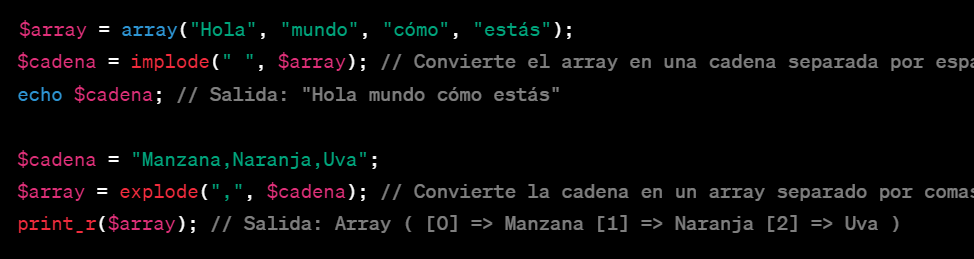 $array = array("Hola", "mundo", "cómo", "estás");
$cadena = implode(" ", $array); // Convierte el array en una cadena separada por
echo $cadena; // Salida: "Hola mundo cómo estás"
$cadena = "Manzana,Naranja,Uva";
$array = explode(",", $cadena); // Convierte la cadena en un array separado por comas
print_r($array); // Salida: Array ( [0] => Manzana [1] => Naranja [2] => Uva )